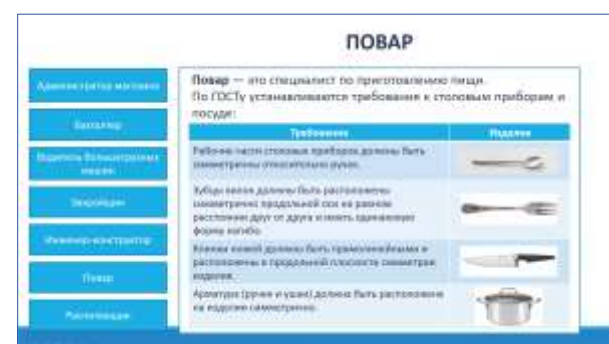 ПОВАР
Администратор магазина
Бухгалтер
Водитель большегрузных
машин
Закройщик
Инженер-конструктор
Повар
Повар — это специалист по приготовлению пищи.
По ГОСТу устанавливаются требования к столовым приборам и
посуде:
Требования
Изделия
Рабочие части столовых приборов должны быть
симметричны относительно ручек.
Зубцы вилок должны быть расположены
симметрично продольной оси на равном
расстоянии друг от друга и иметь одинаковую
форму изгиба.
Клинки ножей должны быть прямолинейными и
расположены в продольной плоскости симметрии
изделия.
Арматура (ручки и ушки) должна быть расположена
на изделии симметрично.